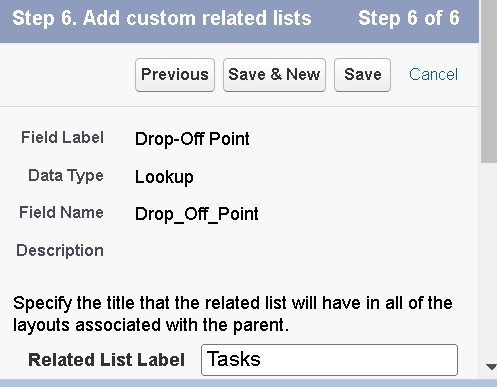 Step 6. Add custom related lists Step 6 of 6
Previous Save & New Save Cancel
Field Label Drop-Off Point
Data Type Lookup
Field Name Drop_Off_Point
Description
Specify the title that the related list will have in all of the
layouts associated with the parent.
Related List Label Tasks